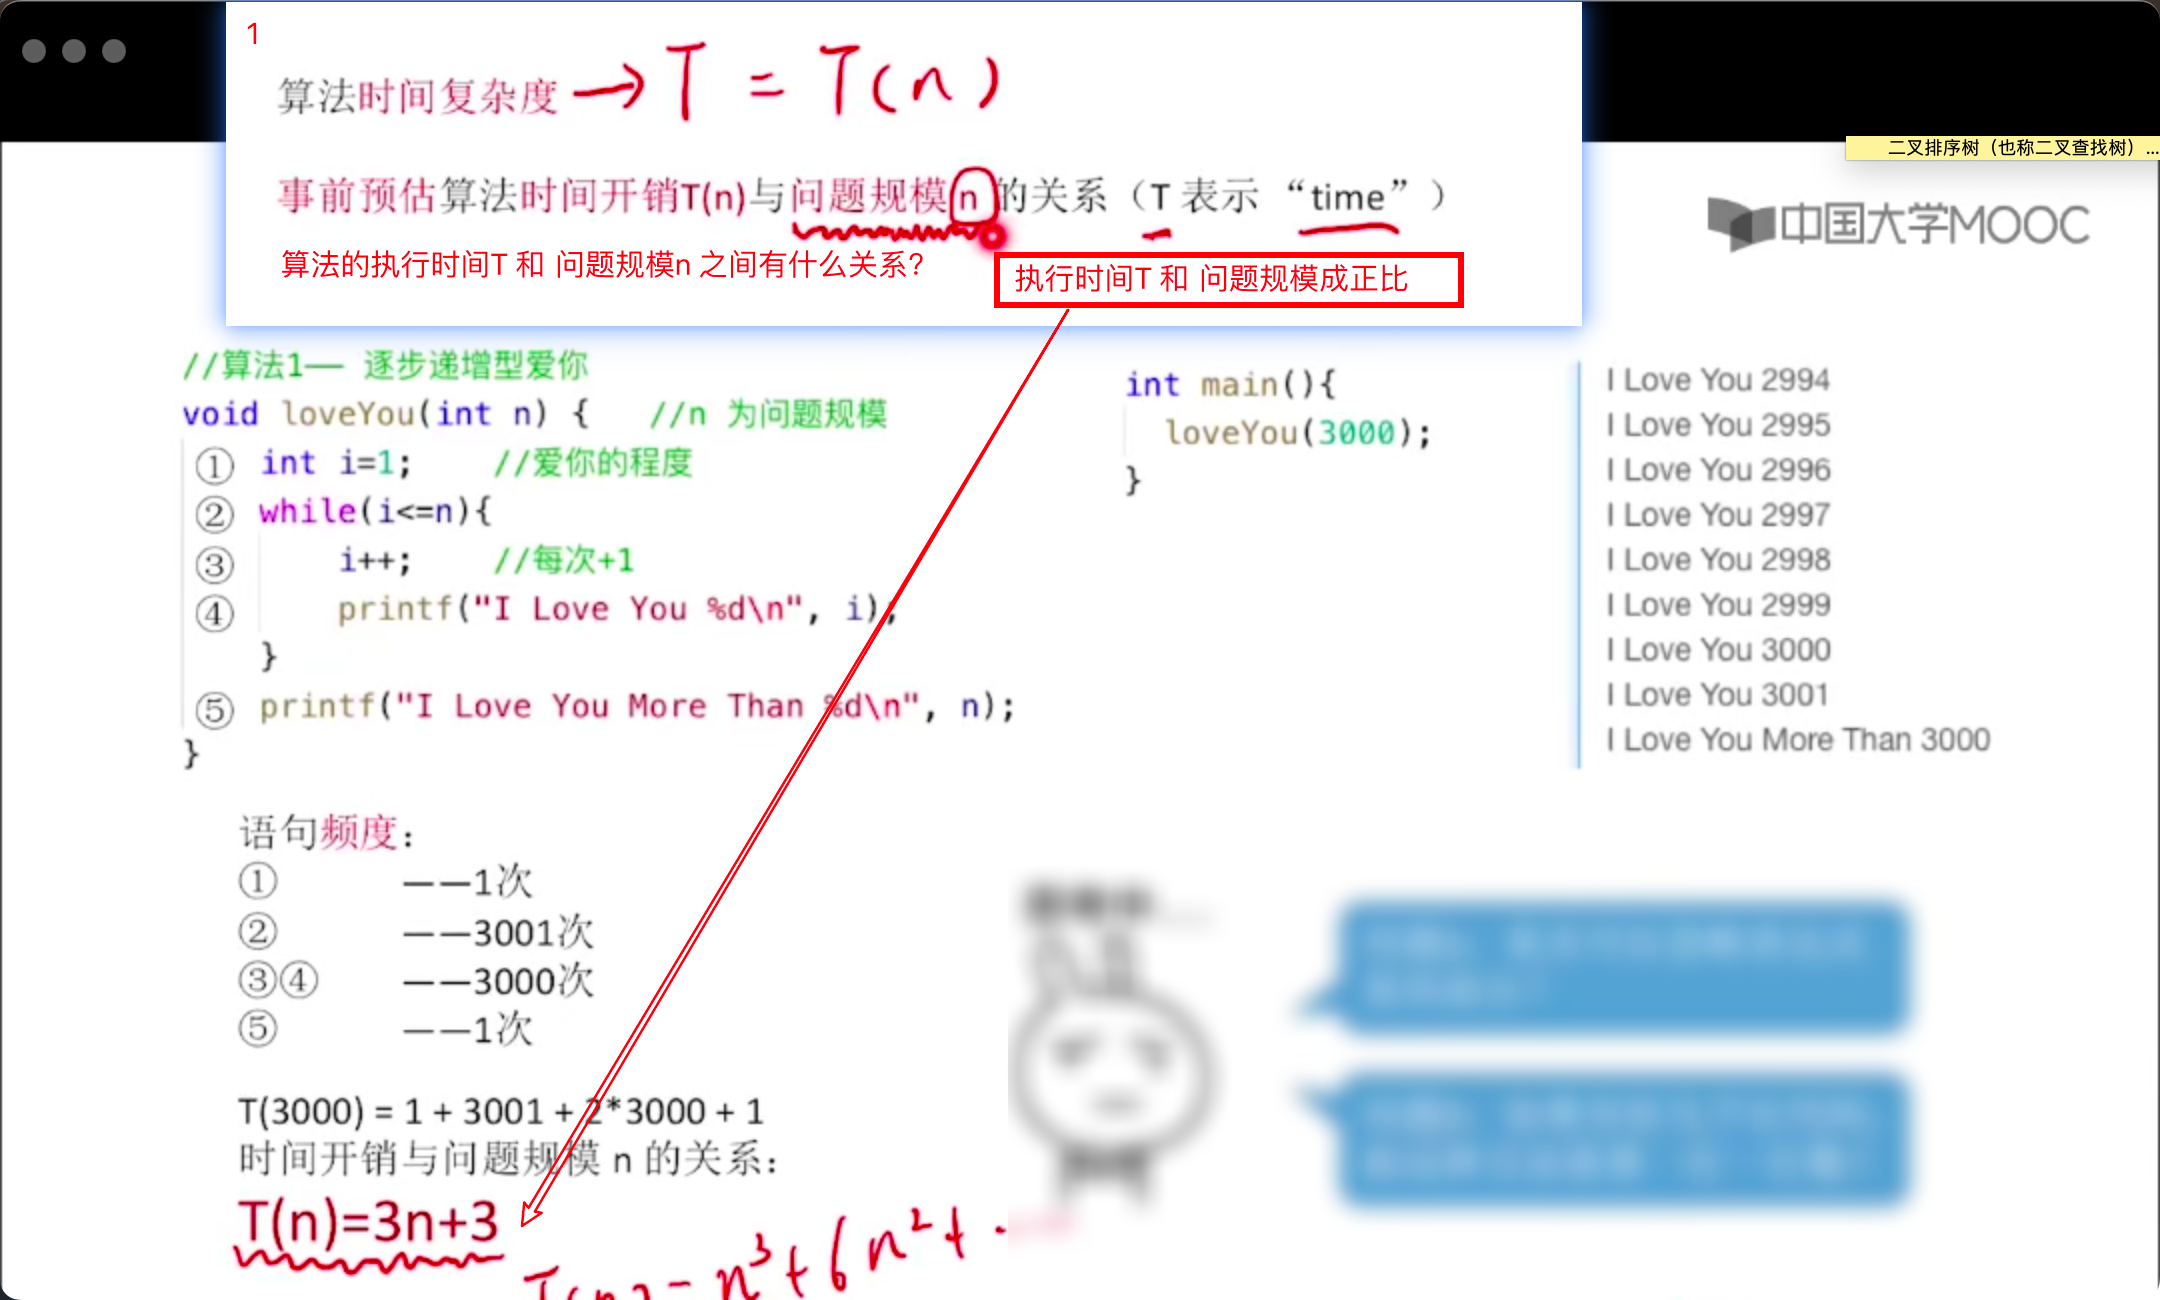 1
算法时间复杂度 → T = T(n)
二叉排序树（也称二叉查找树）...
事前预估算法时间开销T(n)与问题规模 n 的关系（T 表示 “time”）
中国大学MOOC
算法的执行时间T 和 问题规模n 之间有什么关系？
执行时间T 和 问题规模成正比
//算法1—— 逐步递增型爱你
void loveYou(int n) { //n 为问题规模
① int i=1; //爱你的程度
② while(i<=n){
③ i++; //每次+1
④ printf("I Love You %d\n", i);
}
⑤ printf("I Love You More Than %d\n", n);
}
int main(){
loveYou(3000);
}
I Love You 2994
I Love You 2995
I Love You 2996
I Love You 2997
I Love You 2998
I Love You 2999
I Love You 3000
I Love You 3001
I Love You More Than 3000
语句频度：
① ——1次
② ——3001次
③④ ——3000次
⑤ ——1次
T(3000) = 1 + 3001 + 2*3000 + 1
时间开销与问题规模 n 的关系：
T(n)=3n+3
T(n) = n³+6n²+